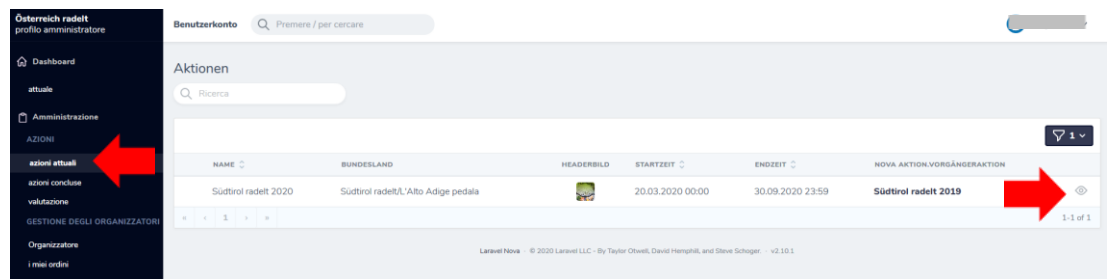 Österreich radelt
profilo amministratore
Benutzerkonto
Premere / per cercare
Dashboard
attuale
Amministrazione
AZIONI
azioni attuali
azioni concluse
valutazione
GESTIONE DEGLI ORGANIZZATORI
Organizzatore
i miei ordini
Aktionen
Ricerca
1
NAME BUNDESLAND HEADERBILD STARTZEIT ENDZEIT NOVA AKTION.VORGÄNGERAKTION
Südtirol radelt 2020 Südtirol radelt/L'Alto Adige pedala 20.03.2020 00:00 30.09.2020 23:59 Südtirol radelt 2019
« ‹ 1 › » 1-1 of 1
Laravel Nova · © 2020 Laravel LLC - By Taylor Otwell, David Hemphill, and Steve Schoger. · v2.10.1